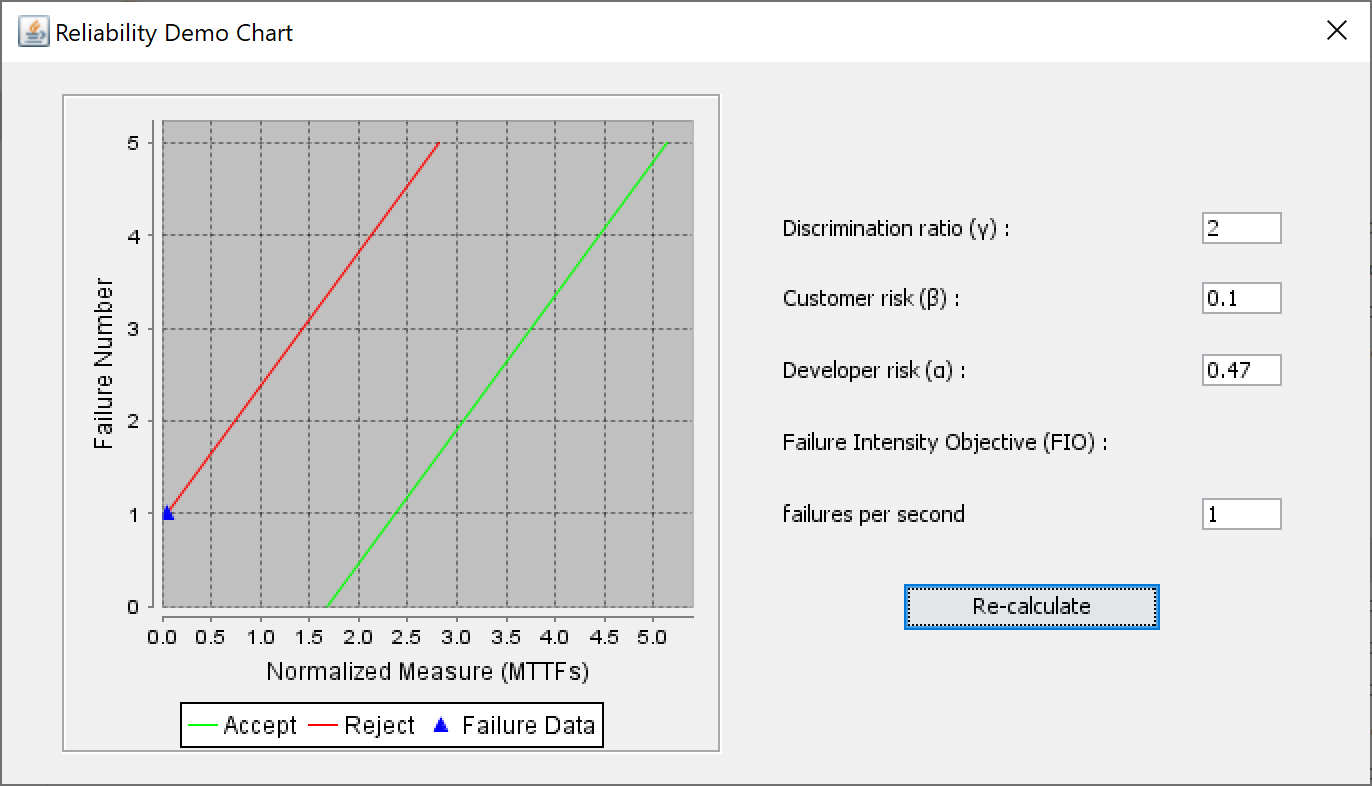 Reliability Demo Chart
5
4
3
2
1
0
Failure Number
0.0 0.5 1.0 1.5 2.0 2.5 3.0 3.5 4.0 4.5 5.0
Normalized Measure (MTTFs)
Accept Reject Failure Data
Discrimination ratio (γ) : 2
Customer risk (β) : 0.1
Developer risk (α) : 0.47
Failure Intensity Objective (FIO) :
failures per second 1
Re-calculate